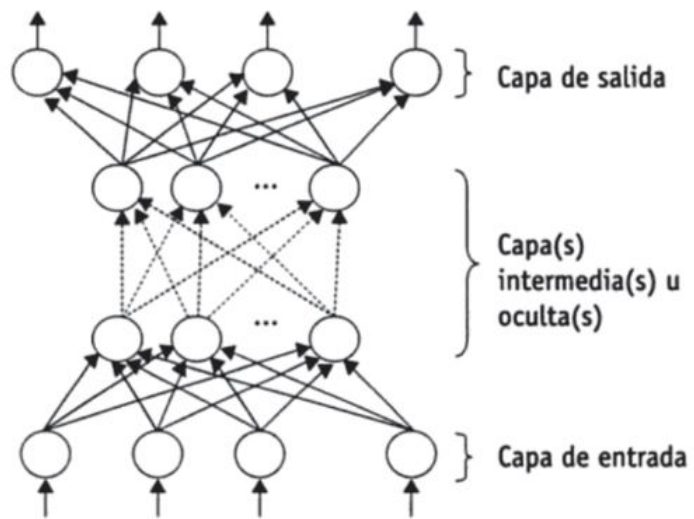 Capa de salida
...
Capa(s)
intermedia(s) u
oculta(s)
...
Capa de entrada